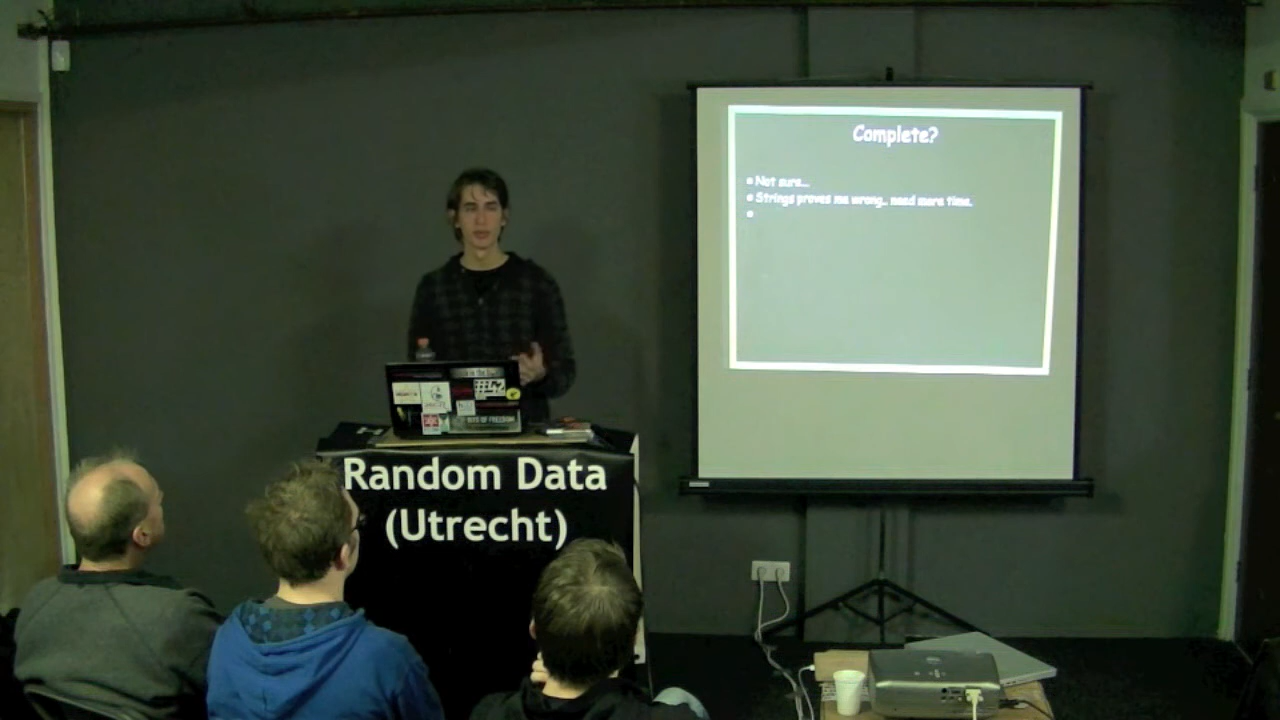 Complete?
Not sure...
Strings proves me wrong.. need more time.
Random Data
(Utrecht)